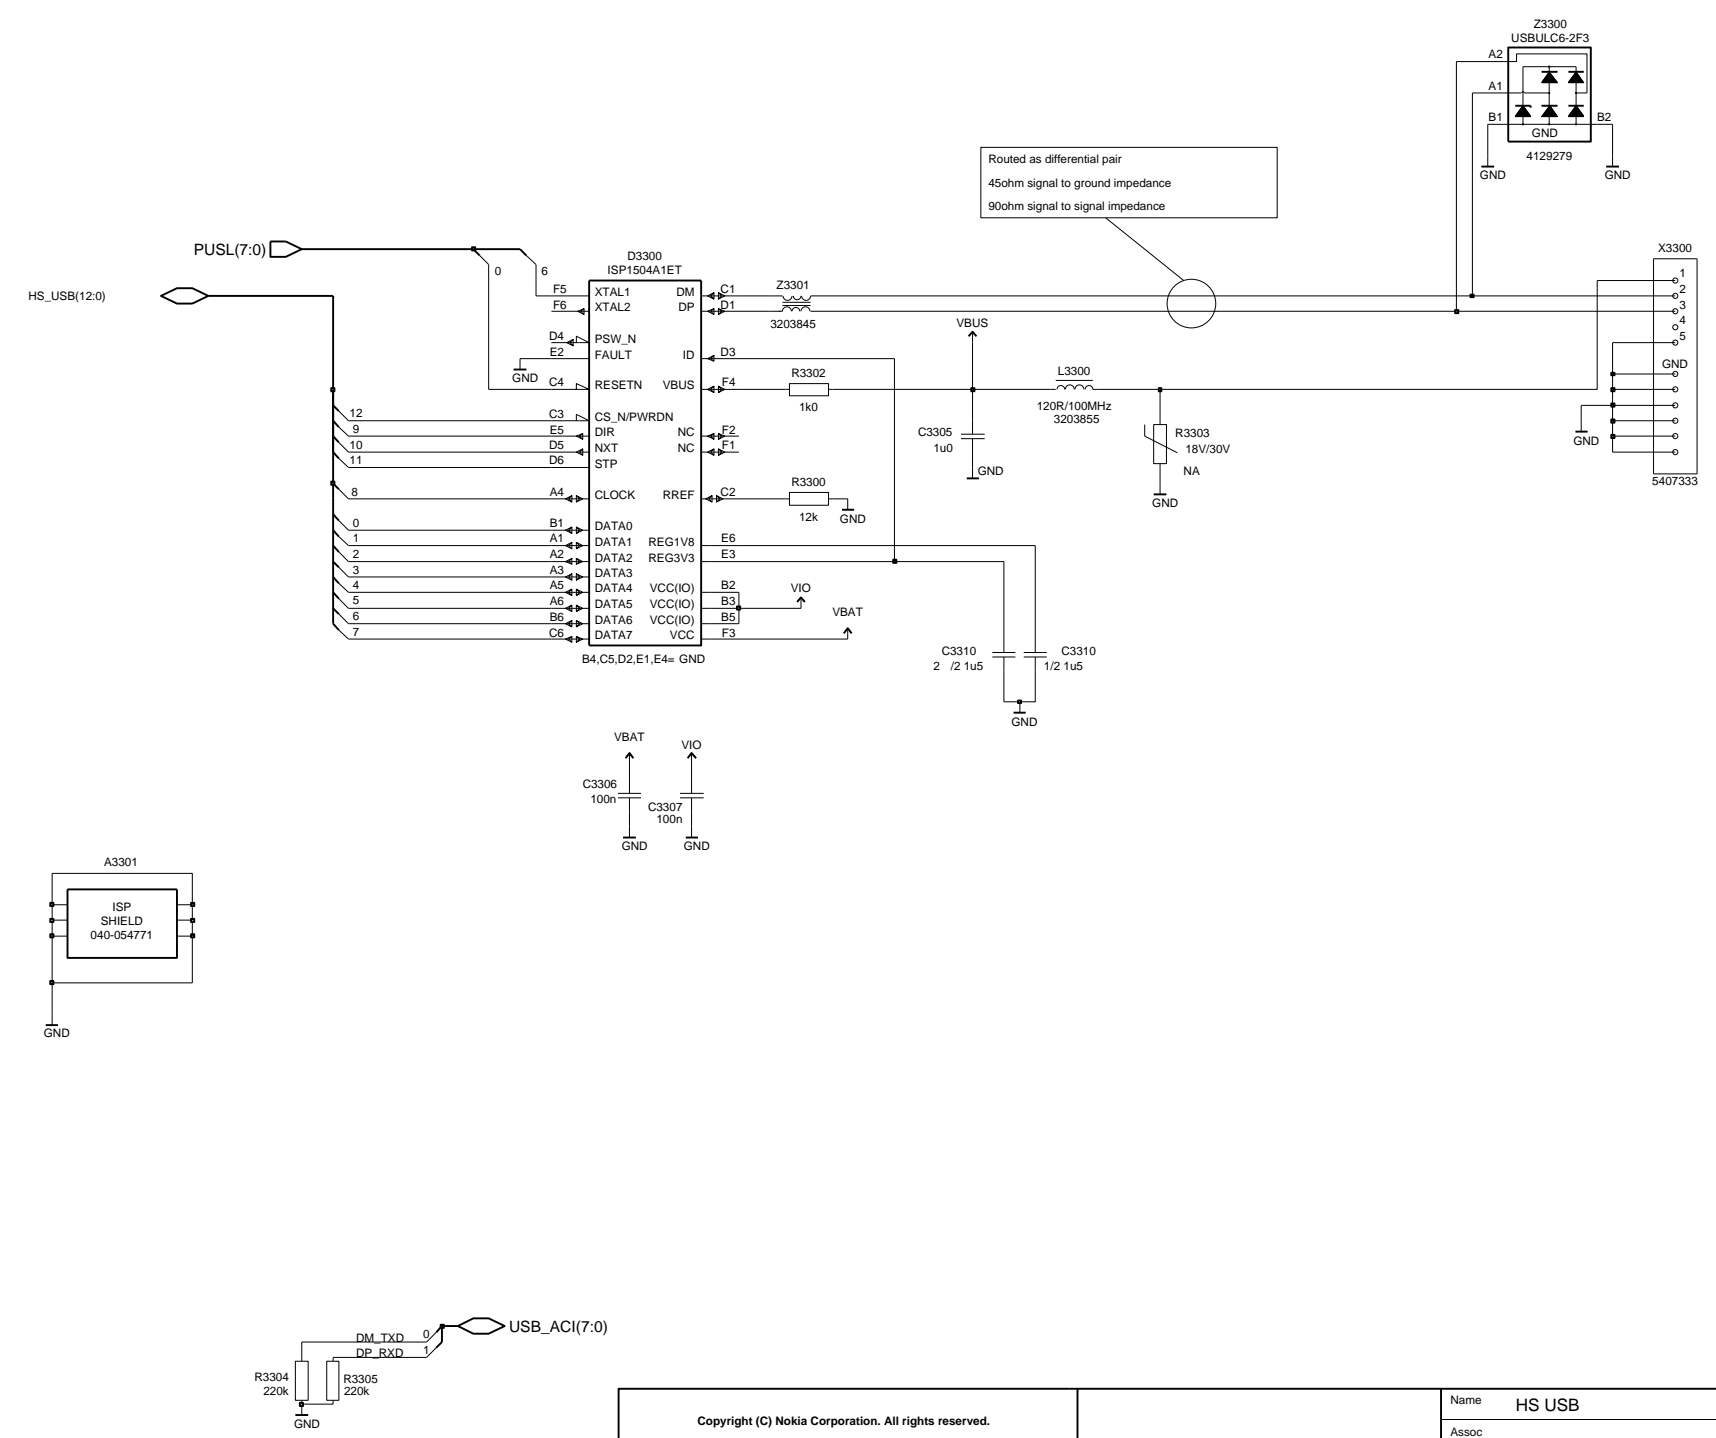 Z3300
USBULC6-2F3
A2
A1
B1
B2
GND
4129279
GND
GND
Routed as differential pair
45ohm signal to ground impedance
90ohm signal to signal impedance
PUSL(7:0)
0
6
HS_USB(12:0)
D3300
ISP1504A1ET
F5
XTAL1
DM
C1
F6
XTAL2
DP
D1
Z3301
3203845
D4
PSW_N
E2
FAULT
ID
D3
GND
C4
RESETN
VBUS
F4
R3302
1k0
VBUS
L3300
120R/100MHz
3203855
C3305
1u0
GND
R3303
18V/30V
NA
GND
X3300
1
2
3
4
5
GND
GND
5407333
12
C3
CS_N/PWRDN
9
E5
DIR
NC
F2
10
D5
NXT
NC
F1
11
D6
STP
8
A4
CLOCK
RREF
C2
R3300
12k
GND
0
B1
DATA0
1
A1
DATA1
REG1V8
E6
2
A2
DATA2
REG3V3
E3
3
A3
DATA3
4
A5
DATA4
VCC(IO)
B2
5
A6
DATA5
VCC(IO)
B3
6
B6
DATA6
VCC(IO)
B5
7
C6
DATA7
VCC
F3
VIO
VBAT
B4,C5,D2,E1,E4= GND
C3310
2 /2 1u5
C3310
1/2 1u5
GND
VBAT
VIO
C3306
100n
C3307
100n
GND
GND
A3301
ISP
SHIELD
040-054771
GND
DM_TXD
0
USB_ACI(7:0)
DP_RXD
1
R3304
220k
R3305
220k
GND
Copyright (C) Nokia Corporation. All rights reserved.
Name
HS USB
Assoc